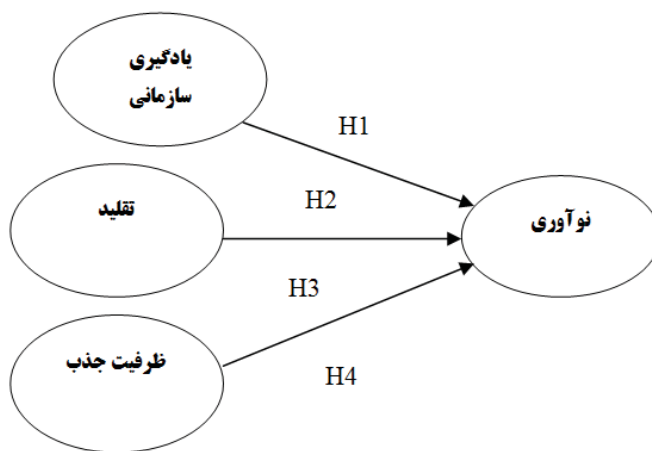 یادگیری
سازمانی
H1
تقلید
H2
نوآوری
H3
ظرفیت جذب
H4